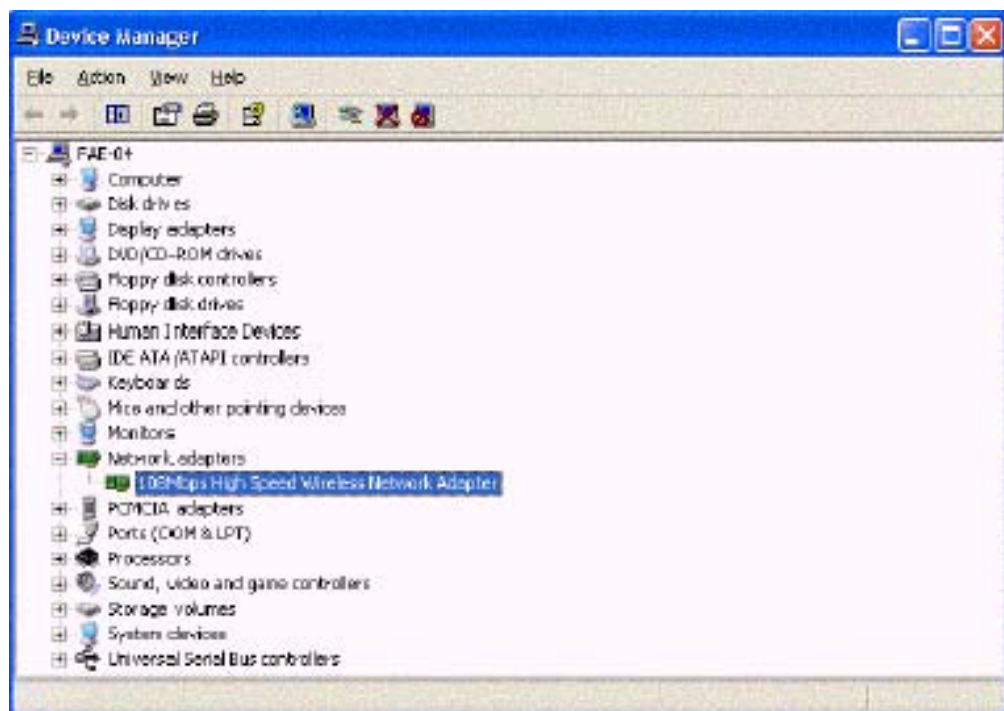 Device Manager
File Action View Help
FAE-04
Computer
Disk drives
Display adapters
DVD/CD-ROM drives
Floppy disk controllers
Floppy disk drives
Human Interface Devices
IDE ATA/ATAPI controllers
Keyboards
Mice and other pointing devices
Monitors
Network adapters
108Mbps High Speed Wireless Network Adapter
PCMCIA adapters
Ports (COM & LPT)
Processors
Sound, video and game controllers
Storage volumes
System devices
Universal Serial Bus controllers